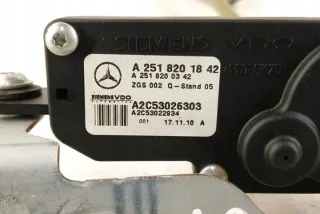 SIEMENS VDO
A 251 820 18 42
A 251 820 03 42
ZGS 002 Q-Stand 05
A2C53026303
SIEMENS VDO
A2C53022934
001 17.11.10 A